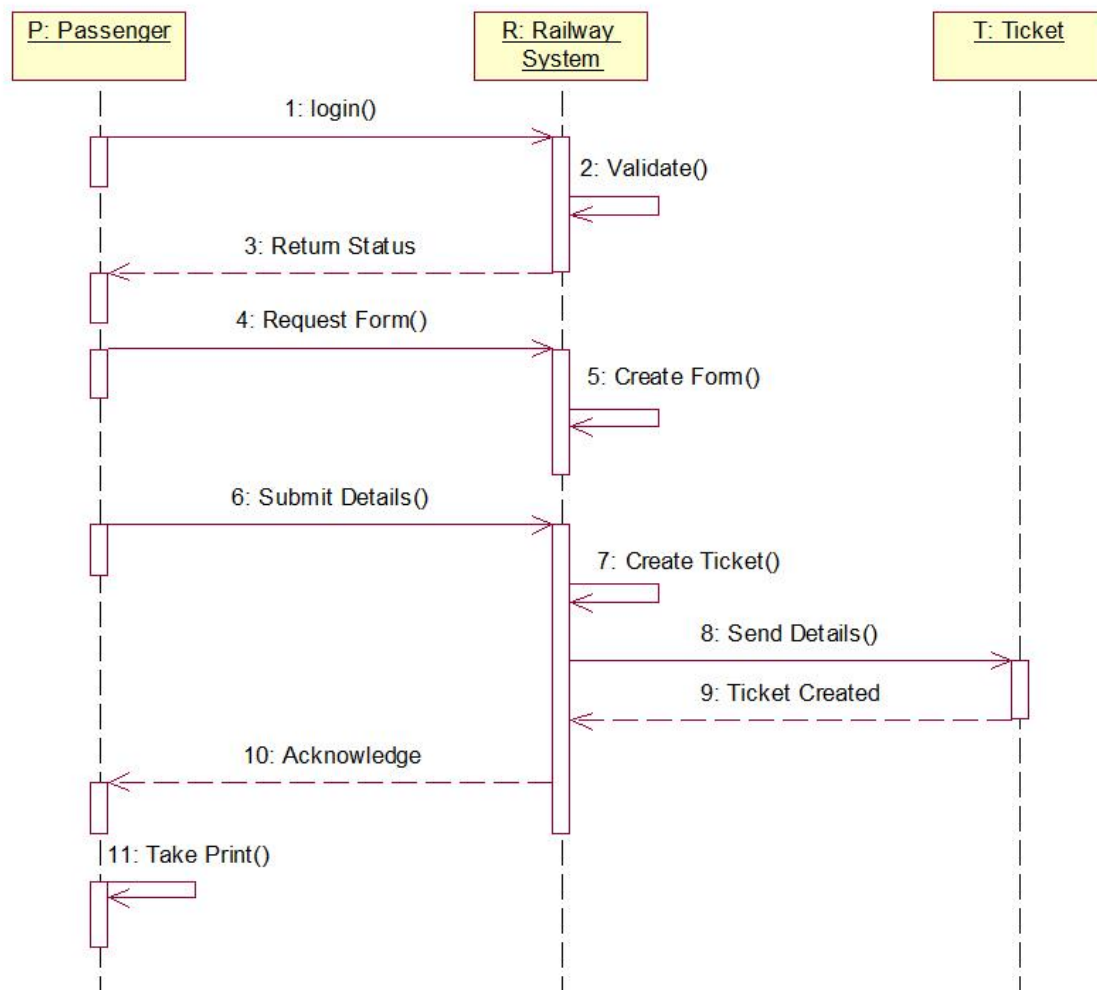 P: Passenger
R: Railway
System
T: Ticket
1: login()
2: Validate()
3: Return Status
4: Request Form()
5: Create Form()
6: Submit Details()
7: Create Ticket()
8: Send Details()
9: Ticket Created
10: Acknowledge
11: Take Print()